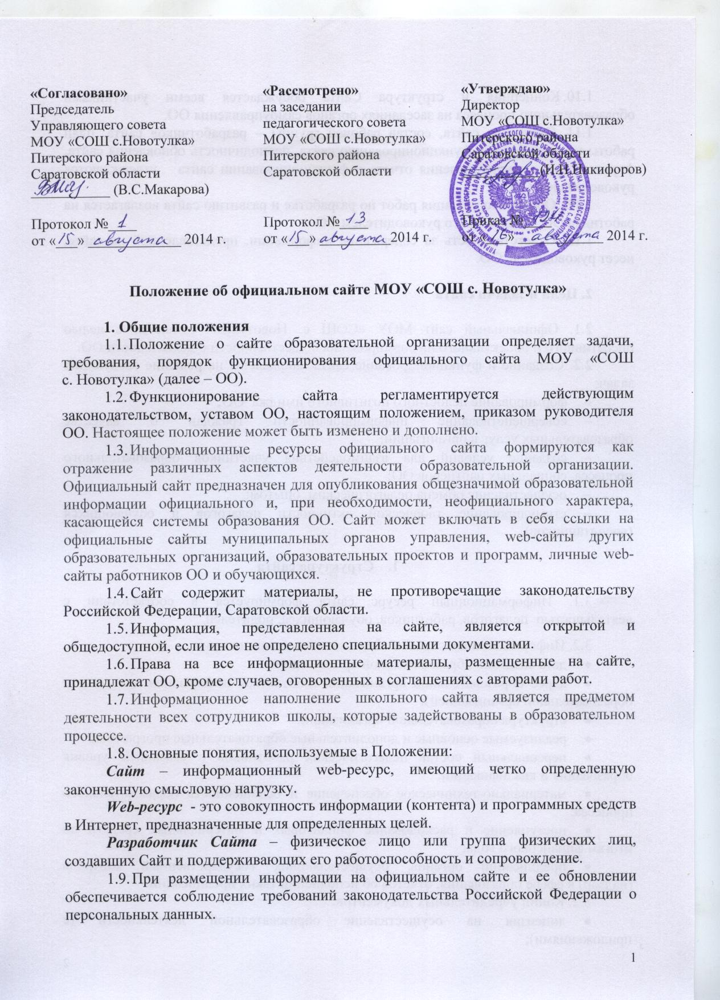 «Согласовано»
Председатель
Управляющего совета
МОУ «СОШ с.Новотулка»
Питерского района
Саратовской области
(В.С.Макарова)
Протокол № 1
от «15» августа 2014 г.
«Рассмотрено»
на заседании
педагогического совета
МОУ «СОШ с.Новотулка»
Питерского района
Саратовской области
Протокол № 13
от «15» августа 2014 г.
«Утверждаю»
Директор
МОУ «СОШ с.Новотулка»
Питерского района
Саратовской области
(И.П.Никифоров)
Приказ № 124
от «16» августа 2014 г.
Положение об официальном сайте МОУ «СОШ с. Новотулка»
1. Общие положения
1.1. Положение о сайте образовательной организации определяет задачи,
требования, порядок функционирования официального сайта МОУ «СОШ
с. Новотулка» (далее – ОО).
1.2. Функционирование сайта регламентируется действующим
законодательством, уставом ОО, настоящим положением, приказом руководителя
ОО. Настоящее положение может быть изменено и дополнено.
1.3. Информационные ресурсы официального сайта формируются как
отражение различных аспектов деятельности образовательной организации.
Официальный сайт предназначен для опубликования общезначимой образовательной
информации официального и, при необходимости, неофициального характера,
касающейся системы образования ОО. Сайт может включать в себя ссылки на
официальные сайты муниципальных органов управления, web-сайты других
образовательных организаций, образовательных проектов и программ, личные web-
сайты работников ОО и обучающихся.
1.4. Сайт содержит материалы, не противоречащие законодательству
Российской Федерации, Саратовской области.
1.5. Информация, представленная на сайте, является открытой и
общедоступной, если иное не определено специальными документами.
1.6. Права на все информационные материалы, размещенные на сайте,
принадлежат ОО, кроме случаев, оговоренных в соглашениях с авторами работ.
1.7. Информационное наполнение школьного сайта является предметом
деятельности всех сотрудников школы, которые задействованы в образовательном
процессе.
1.8. Основные понятия, используемые в Положении:
Сайт – информационный web-ресурс, имеющий четко определенную
законченную смысловую нагрузку.
Web-ресурс - это совокупность информации (контента) и программных средств
в Интернет, предназначенные для определенных целей.
Разработчик Сайта – физическое лицо или группа физических лиц,
создавших Сайт и поддерживающих его работоспособность и сопровождение.
1.9. При размещении информации на официальном сайте и ее обновлении
обеспечивается соблюдение требований законодательства Российской Федерации о
персональных данных.
1